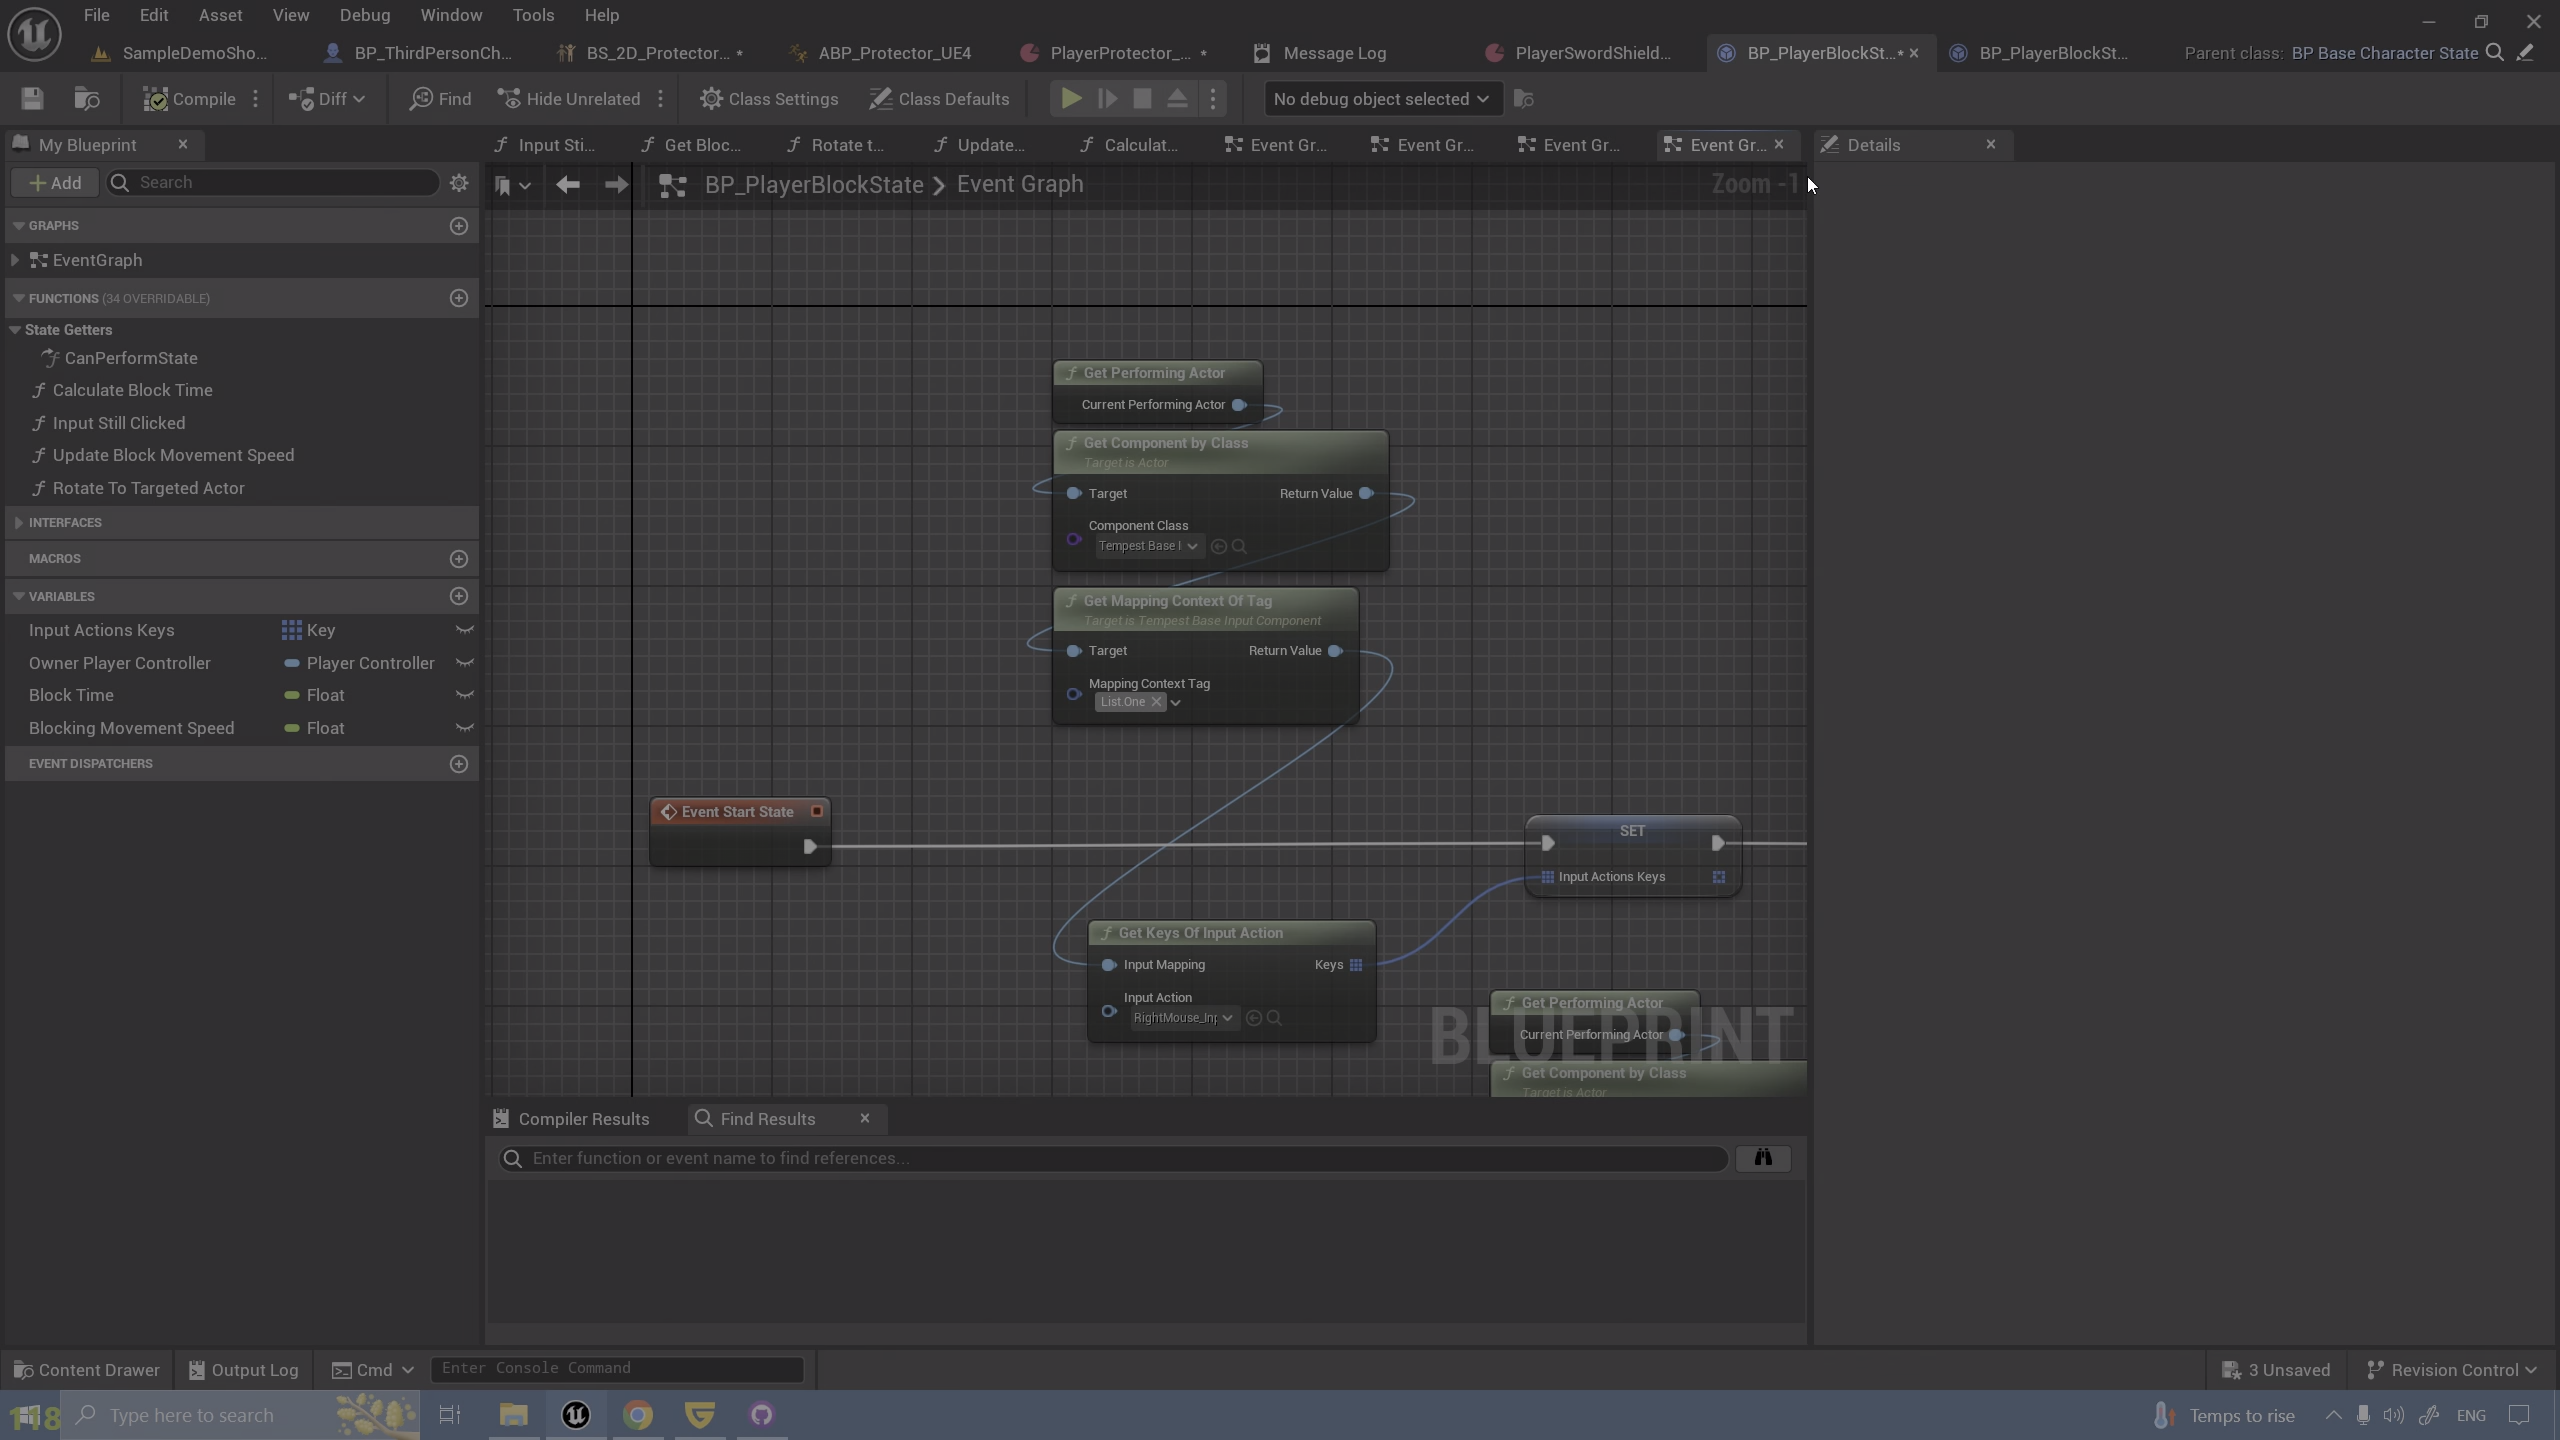 File Edit Asset View Debug Window Tools Help
SampleDemoSho... BP_ThirdPersonCh... BS_2D_Protector... * ABP_Protector_UE4 PlayerProtector_... * Message Log PlayerSwordShield... BP_PlayerBlockSt...* BP_PlayerBlockSt... Parent class: BP Base Character State
Compile Diff Find Hide Unrelated Class Settings Class Defaults No debug object selected
My Blueprint Input Sti... Get Bloc... Rotate t... Update... Calculat... Event Gr... Event Gr... Event Gr... Event Gr... Details
Add Search
BP_PlayerBlockState Event Graph
Zoom -1
GRAPHS
EventGraph
FUNCTIONS (34 OVERRIDABLE)
State Getters
CanPerformState
Calculate Block Time
Input Still Clicked
Update Block Movement Speed
Rotate To Targeted Actor
INTERFACES
MACROS
VARIABLES
Input Actions Keys Key
Owner Player Controller Player Controller
Block Time Float
Blocking Movement Speed Float
EVENT DISPATCHERS
Get Performing Actor
Current Performing Actor
Get Component by Class
Target is Actor
Target Return Value
Component Class
Tempest Base I
Get Mapping Context Of Tag
Target is Tempest Base Input Component
Target Return Value
Mapping Context Tag
List.One
Event Start State
SET
Input Actions Keys
Get Keys Of Input Action
Input Mapping Keys
Input Action
RightMouse_Inp
Get Performing Actor
Current Performing Actor
Get Component by Class
Target is Actor
BLUEPRINT
Compiler Results Find Results
Enter function or event name to find references...
Content Drawer Output Log Cmd Enter Console Command 3 Unsaved Revision Control
118 Type here to search Temps to rise ENG